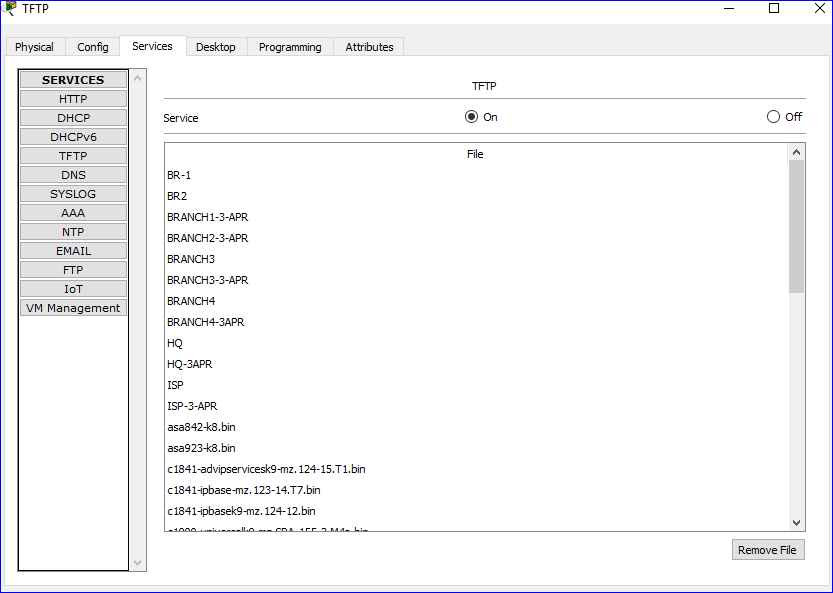 TFTP
Physical Config Services Desktop Programming Attributes
SERVICES
HTTP
DHCP
DHCPv6
TFTP
DNS
SYSLOG
AAA
NTP
EMAIL
FTP
IoT
VM Management
TFTP
Service On Off
File
BR-1
BR2
BRANCH1-3-APR
BRANCH2-3-APR
BRANCH3
BRANCH3-3-APR
BRANCH4
BRANCH4-3APR
HQ
HQ-3APR
ISP
ISP-3-APR
asa842-k8.bin
asa923-k8.bin
c1841-advipservicesk9-mz.124-15.T1.bin
c1841-ipbase-mz.123-14.T7.bin
c1841-ipbasek9-mz.124-12.bin
Remove File